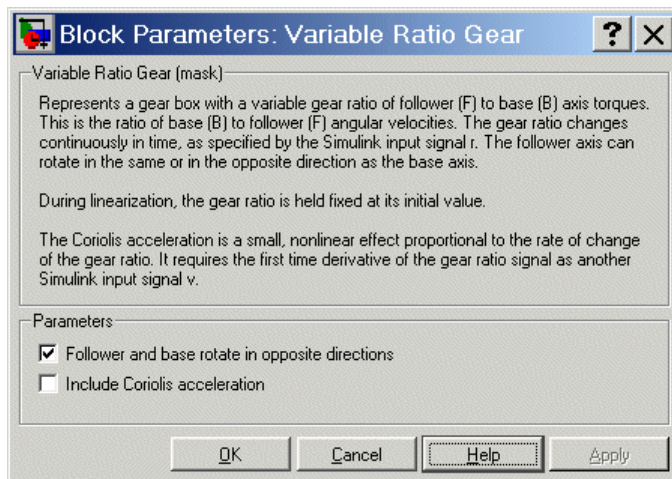 Block Parameters: Variable Ratio Gear
Variable Ratio Gear (mask)
Represents a gear box with a variable gear ratio of follower (F) to base (B) axis torques.
This is the ratio of base (B) to follower (F) angular velocities. The gear ratio changes
continuously in time, as specified by the Simulink input signal r. The follower axis can
rotate in the same or in the opposite direction as the base axis.
During linearization, the gear ratio is held fixed at its initial value.
The Coriolis acceleration is a small, nonlinear effect proportional to the rate of change
of the gear ratio. It requires the first time derivative of the gear ratio signal as another
Simulink input signal v.
Parameters
Follower and base rotate in opposite directions
Include Coriolis acceleration
OK Cancel Help Apply